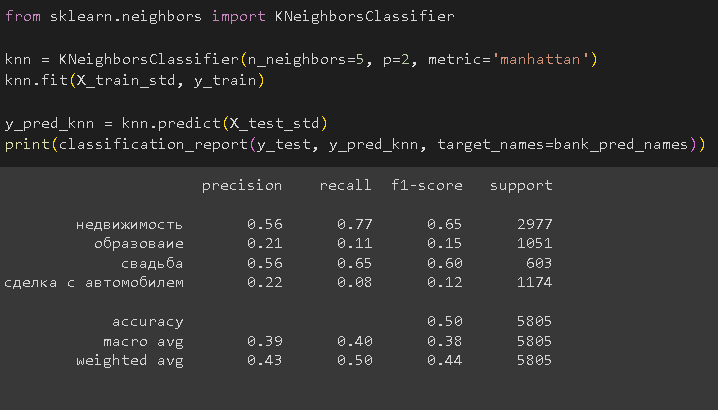 from sklearn.neighbors import KNeighborsClassifier
knn = KNeighborsClassifier(n_neighbors=5, p=2, metric='manhattan')
knn.fit(X_train_std, y_train)
y_pred_knn = knn.predict(X_test_std)
print(classification_report(y_test, y_pred_knn, target_names=bank_pred_names))
precision recall f1-score support
недвижимость 0.56 0.77 0.65 2977
образоваие 0.21 0.11 0.15 1051
свадьба 0.56 0.65 0.60 603
сделка с автомобилем 0.22 0.08 0.12 1174
accuracy 0.50 5805
macro avg 0.39 0.40 0.38 5805
weighted avg 0.43 0.50 0.44 5805